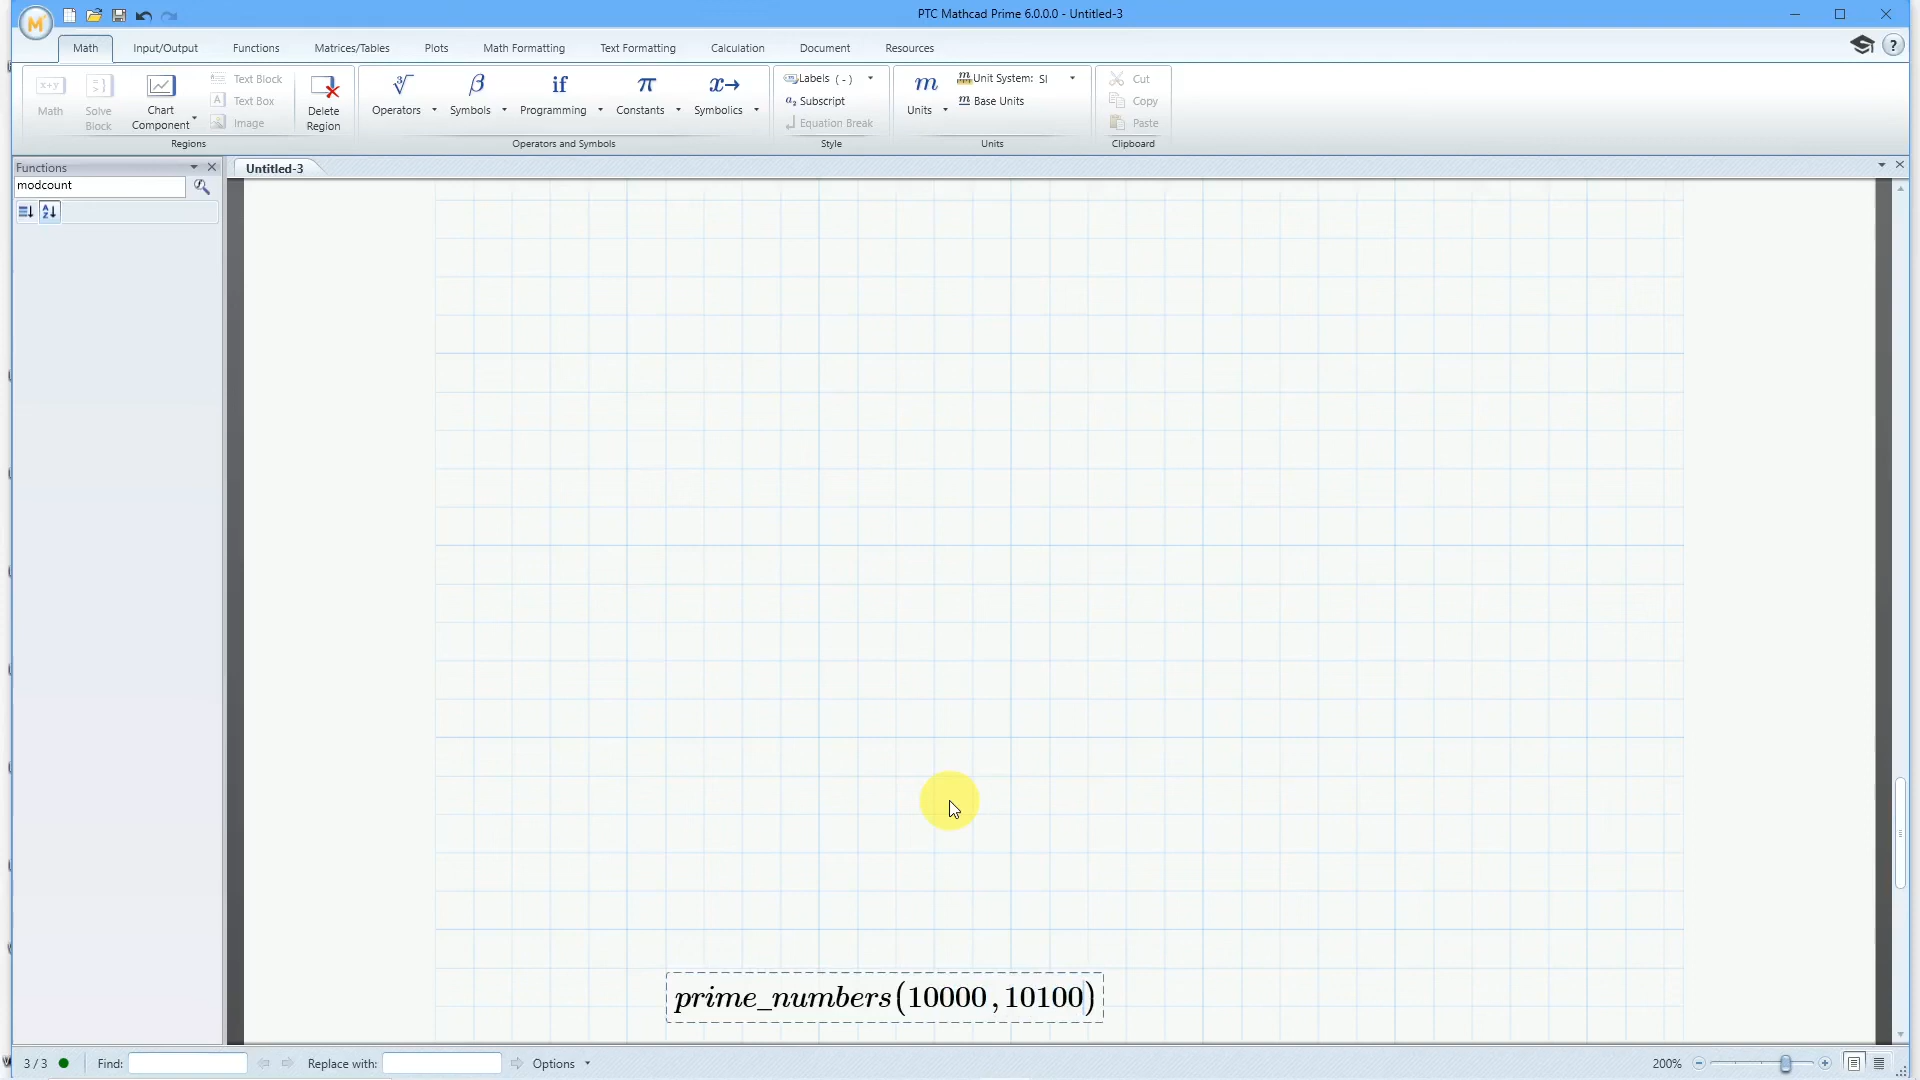 PTC Mathcad Prime 6.0.0.0 - Untitled-3
Math Input/Output Functions Matrices/Tables Plots Math Formatting Text Formatting Calculation Document Resources
Math
Solve Block
Chart Component
Text Block
Text Box
Image
Delete Region
Regions
Operators
Symbols
if
Programming
π
Constants
Symbolics
Operators and Symbols
Labels ( - )
Subscript
Equation Break
Style
Units
Unit System: SI
Base Units
Units
Cut
Copy
Paste
Clipboard
Functions
modcount
Untitled-3
prime_numbers(10000,10100)
3 / 3 Find: Replace with: Options 200%